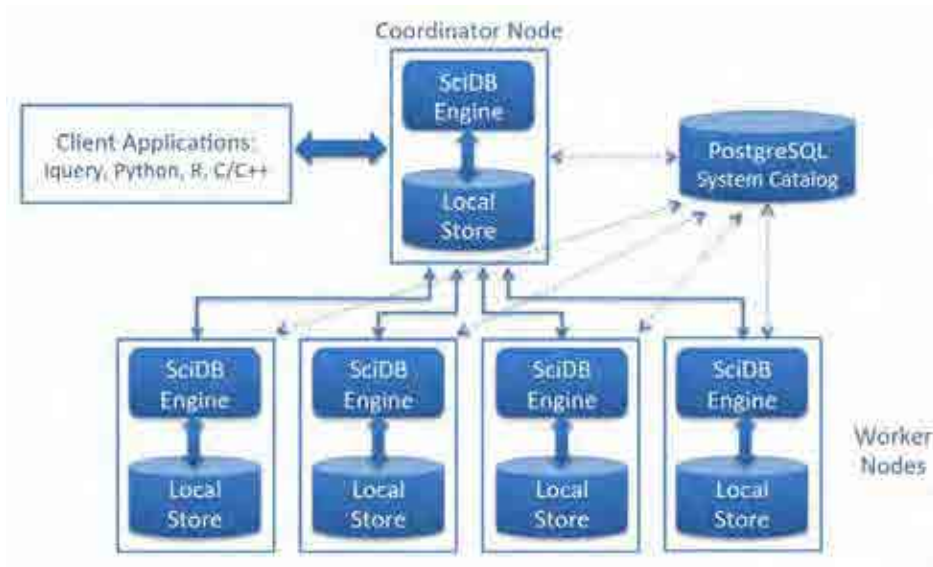 Coordinator Node
SciDB
Engine
Local
Store
Client Applications:
Iquery, Python, R, C/C++
PostgreSQL
System Catalog
SciDB
Engine
Local
Store
SciDB
Engine
Local
Store
SciDB
Engine
Local
Store
SciDB
Engine
Local
Store
Worker
Nodes